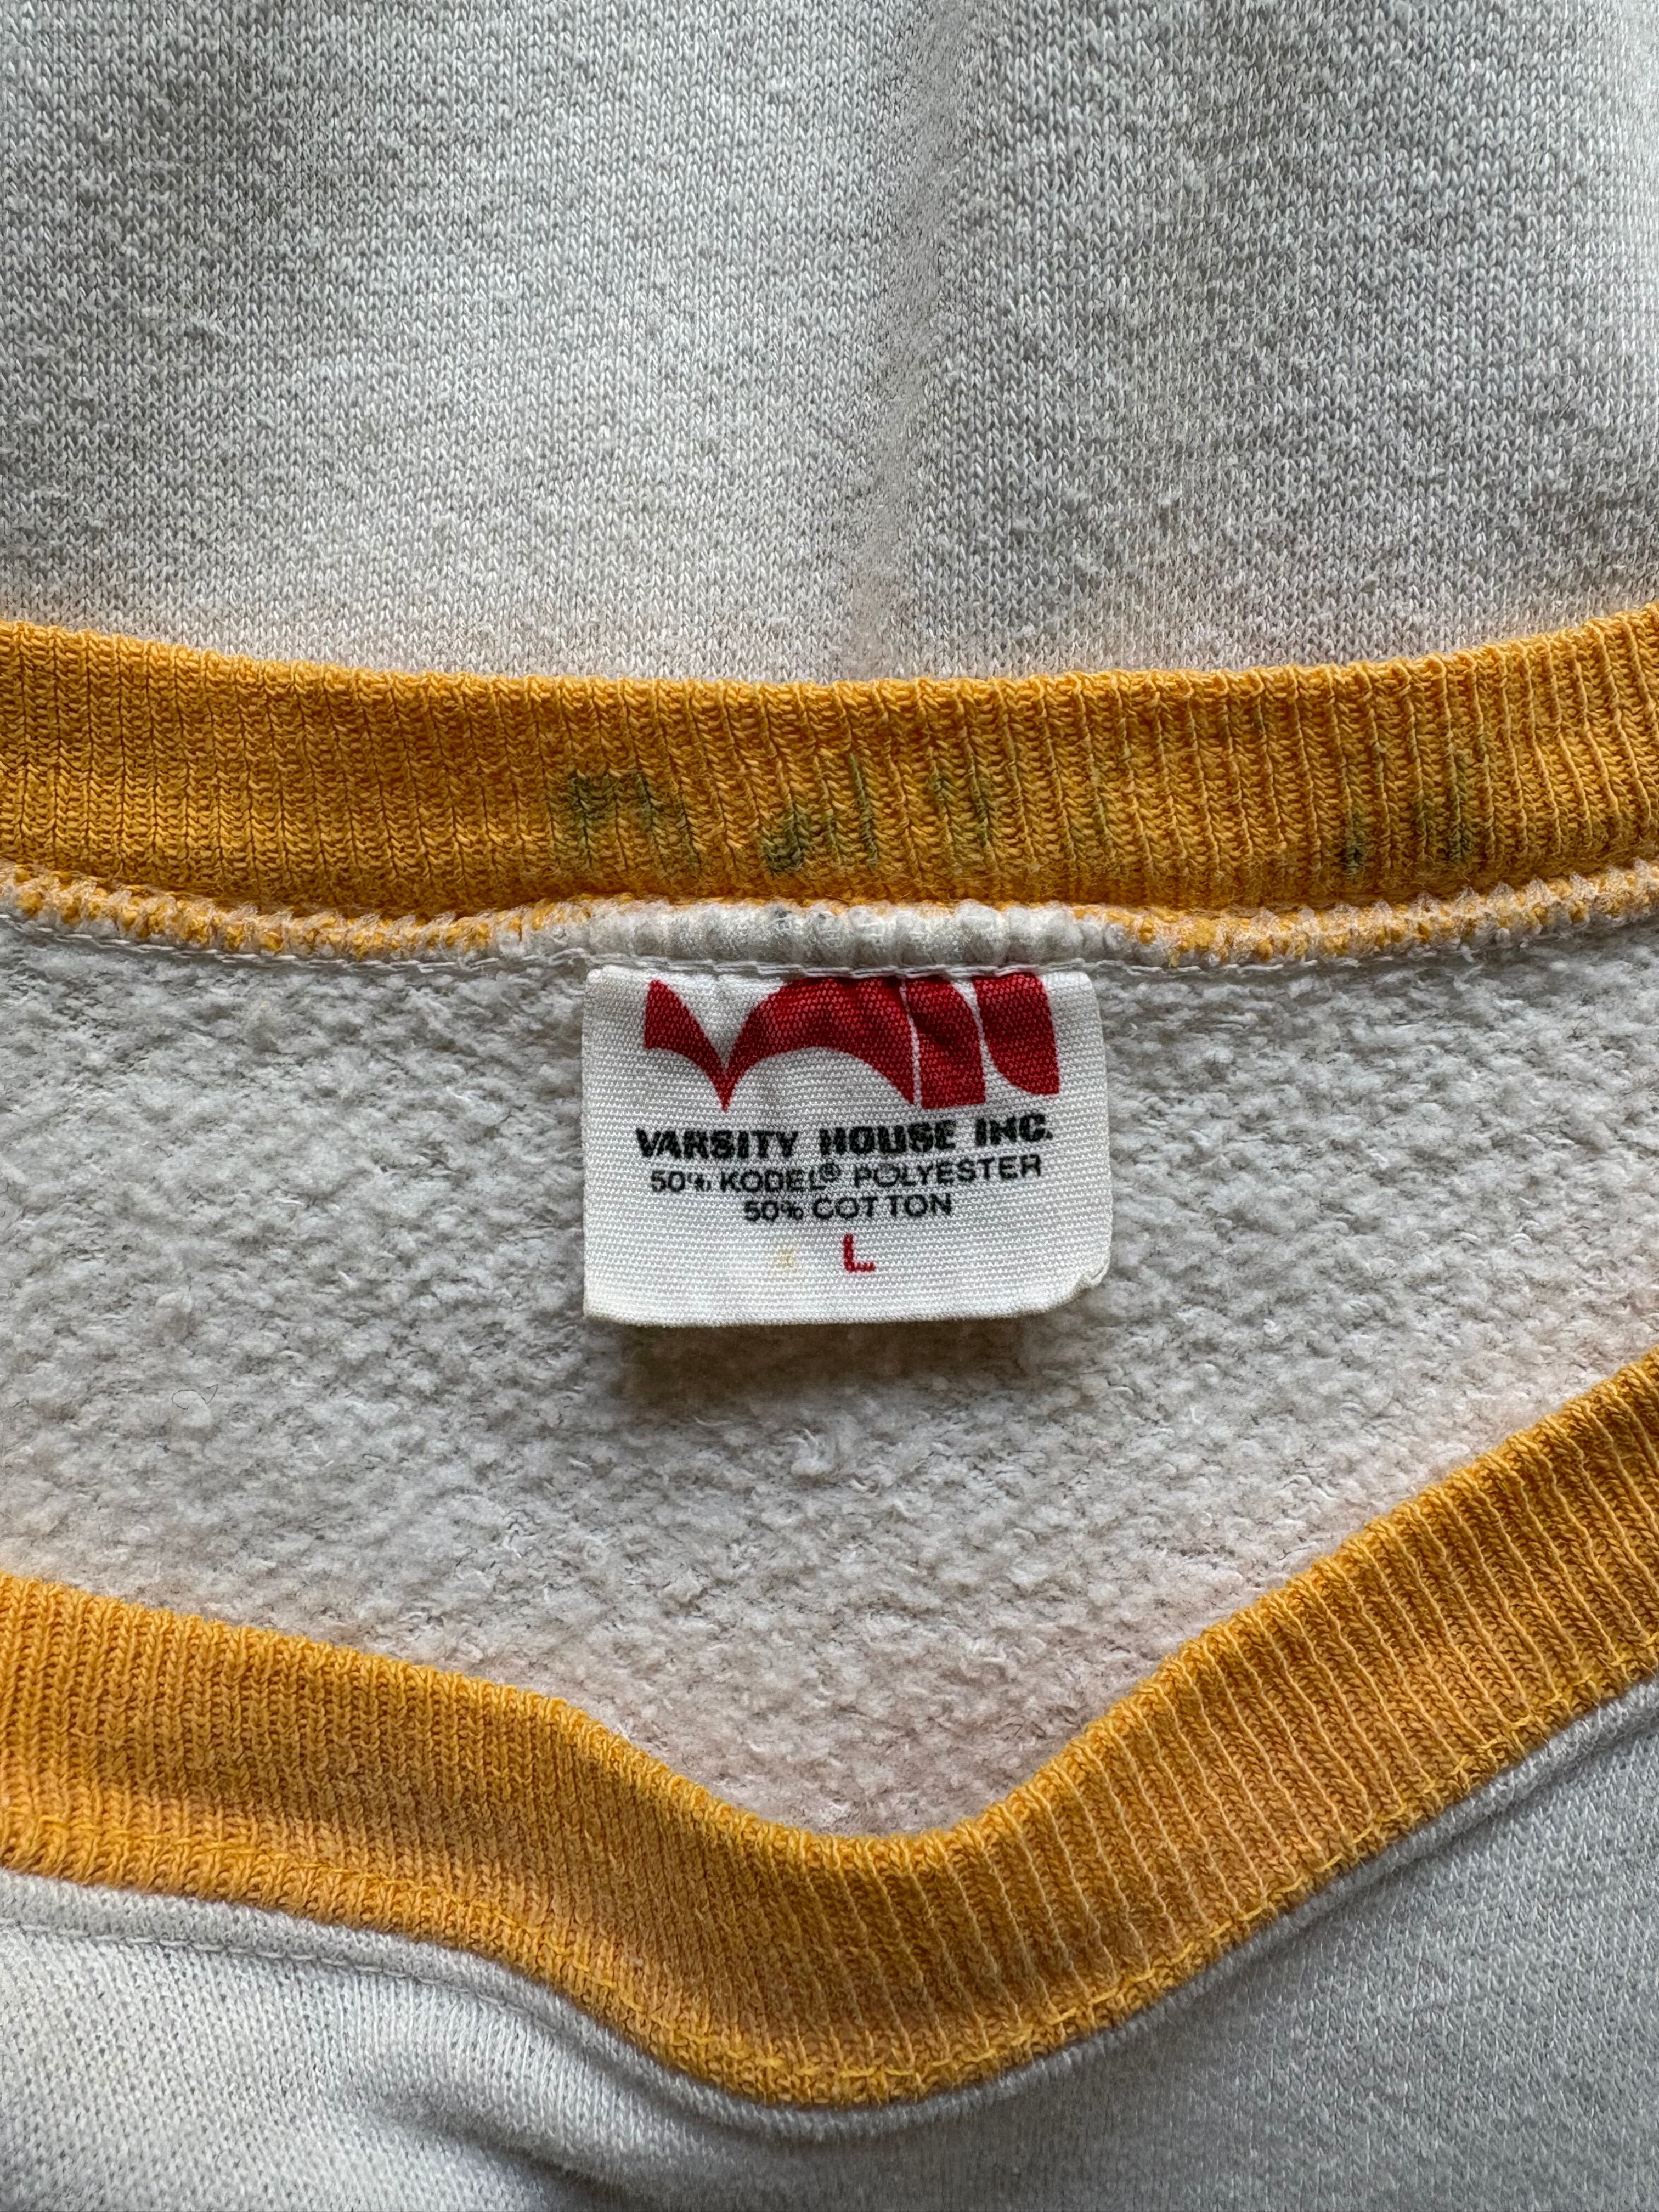 VARSITY HOUSE INC.
50% KODEL® POLYESTER
50% COTTON
L